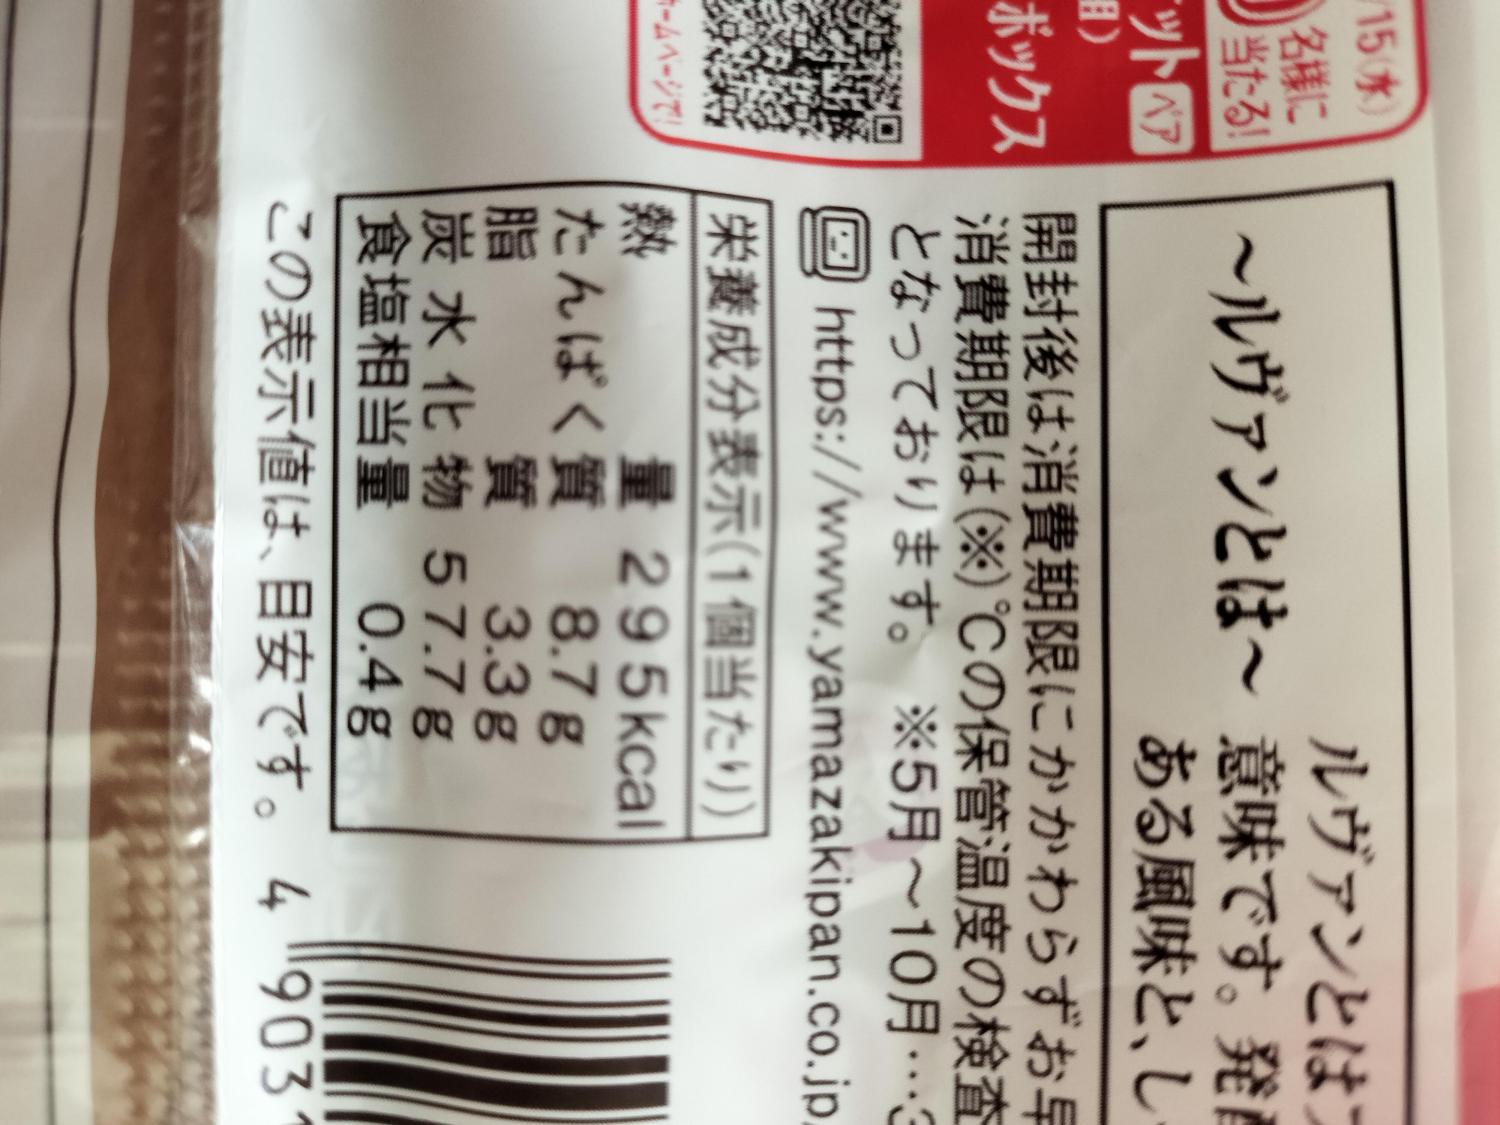 /15(水)
名様に
当たる!
ット ペア
組)
ボックス
ホームページで!
~ルヴァンとは~
ルヴァンとは
意味です。発酵
ある風味と、し
開封後は消費期限にかかわらずお早
消費期限は(※)℃の保管温度の検査
となっております。 ※5月~10月…3
https://www.yamazakipan.co.jp
栄養成分表示(1個当たり)
熱量 295kcal
たんぱく質 8.7g
脂質 3.3g
炭水化物 57.7g
食塩相当量 0.4g
この表示値は、目安です。
4 9031